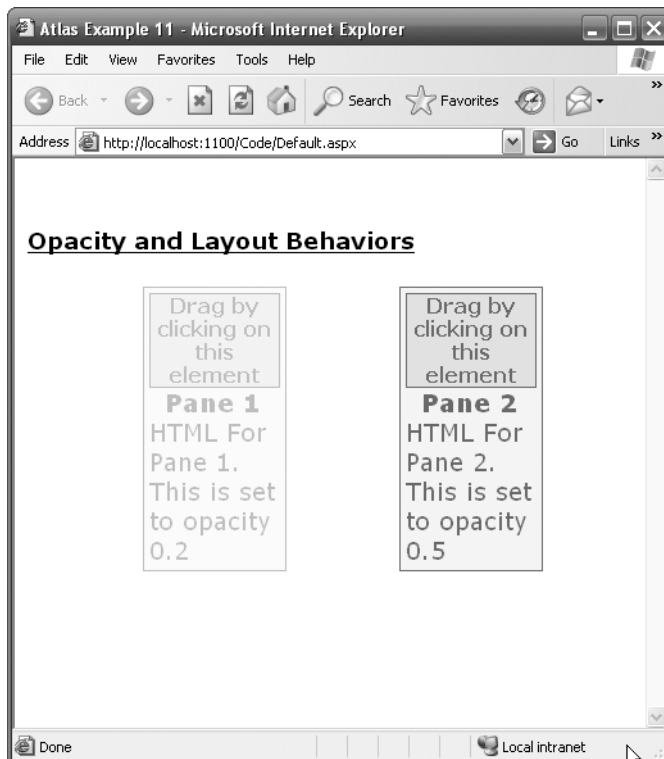 Atlas Example 11 - Microsoft Internet Explorer
File Edit View Favorites Tools Help
Back Search Favorites »
Address http://localhost:1100/Code/Default.aspx Go Links »
Opacity and Layout Behaviors
Drag by
clicking on
this
element
Pane 1
HTML For
Pane 1.
This is set
to opacity
0.2
Drag by
clicking on
this
element
Pane 2
HTML For
Pane 2.
This is set
to opacity
0.5
Done Local intranet